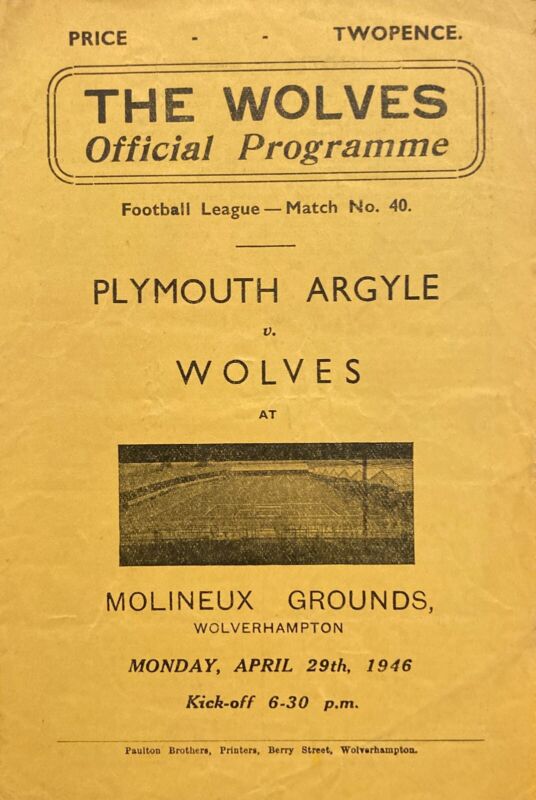 PRICE - - TWOPENCE.
THE WOLVES
Official Programme
Football League — Match No. 40.
PLYMOUTH ARGYLE
v.
WOLVES
AT
MOLINEUX GROUNDS,
WOLVERHAMPTON
MONDAY, APRIL 29th, 1946
Kick-off 6-30 p.m.
Paulton Brothers, Printers, Berry Street, Wolverhampton.